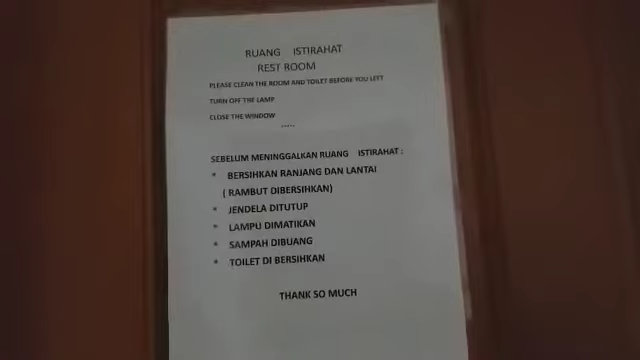 RUANG ISTIRAHAT
REST ROOM
PLEASE CLEAN THE ROOM AND TOILET BEFORE YOU LEFT
TURN OFF THE LAMP
CLOSE THE WINDOW
-----
SEBELUM MENINGGALKAN RUANG ISTIRAHAT :
* BERSIHKAN RANJANG DAN LANTAI
( RAMBUT DIBERSIHKAN)
* JENDELA DITUTUP
* LAMPU DIMATIKAN
* SAMPAH DIBUANG
* TOILET DI BERSIHKAN
THANK SO MUCH